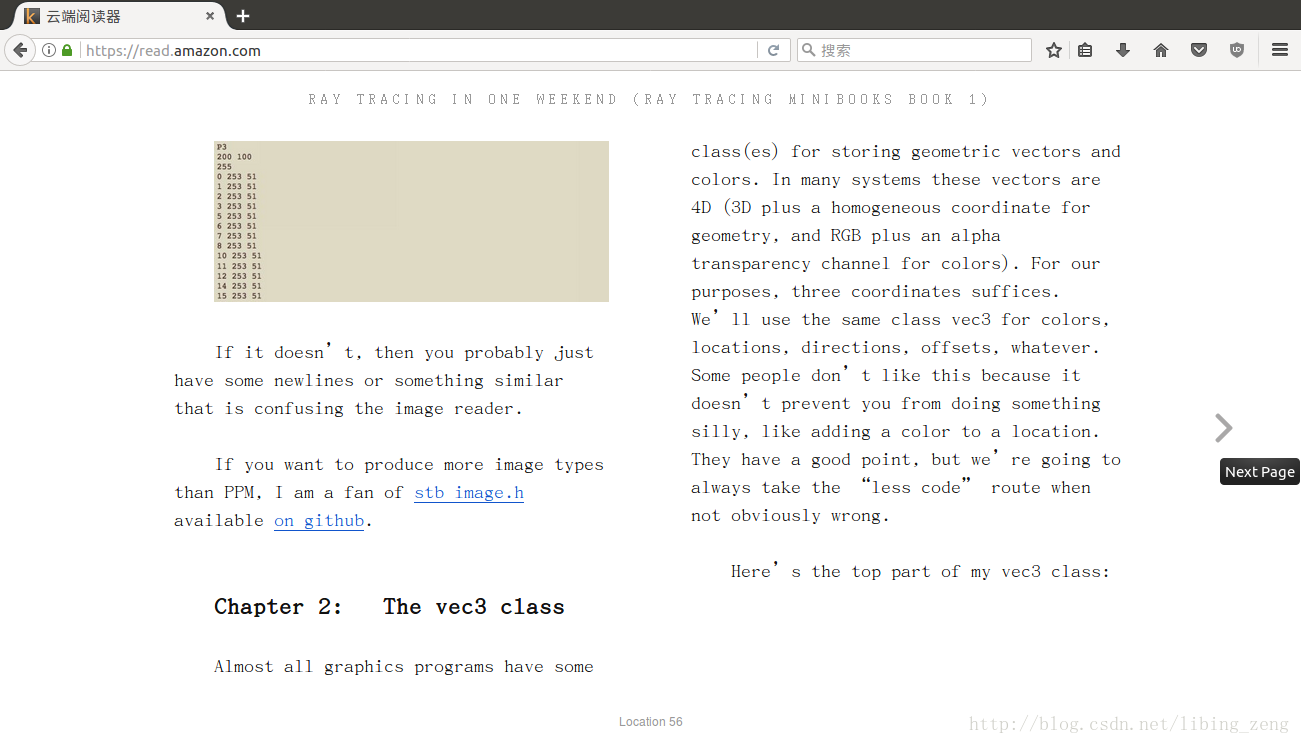 云端阅读器
https://read.amazon.com
搜索
RAY TRACING IN ONE WEEKEND (RAY TRACING MINIBOOKS BOOK 1)
P3
200 100
255
0 253 51
1 253 51
2 253 51
3 253 51
5 253 51
6 253 51
7 253 51
8 253 51
10 253 51
11 253 51
12 253 51
14 253 51
15 253 51
If it doesn’t, then you probably just
have some newlines or something similar
that is confusing the image reader.
If you want to produce more image types
than PPM, I am a fan of stb_image.h
available on github.
Chapter 2: The vec3 class
Almost all graphics programs have some
class(es) for storing geometric vectors and
colors. In many systems these vectors are
4D (3D plus a homogeneous coordinate for
geometry, and RGB plus an alpha
transparency channel for colors). For our
purposes, three coordinates suffices.
We’ll use the same class vec3 for colors,
locations, directions, offsets, whatever.
Some people don’t like this because it
doesn’t prevent you from doing something
silly, like adding a color to a location.
They have a good point, but we’re going to
always take the “less code” route when
not obviously wrong.
Here’s the top part of my vec3 class:
Next Page
Location 56
http://blog.csdn.net/libing_zeng